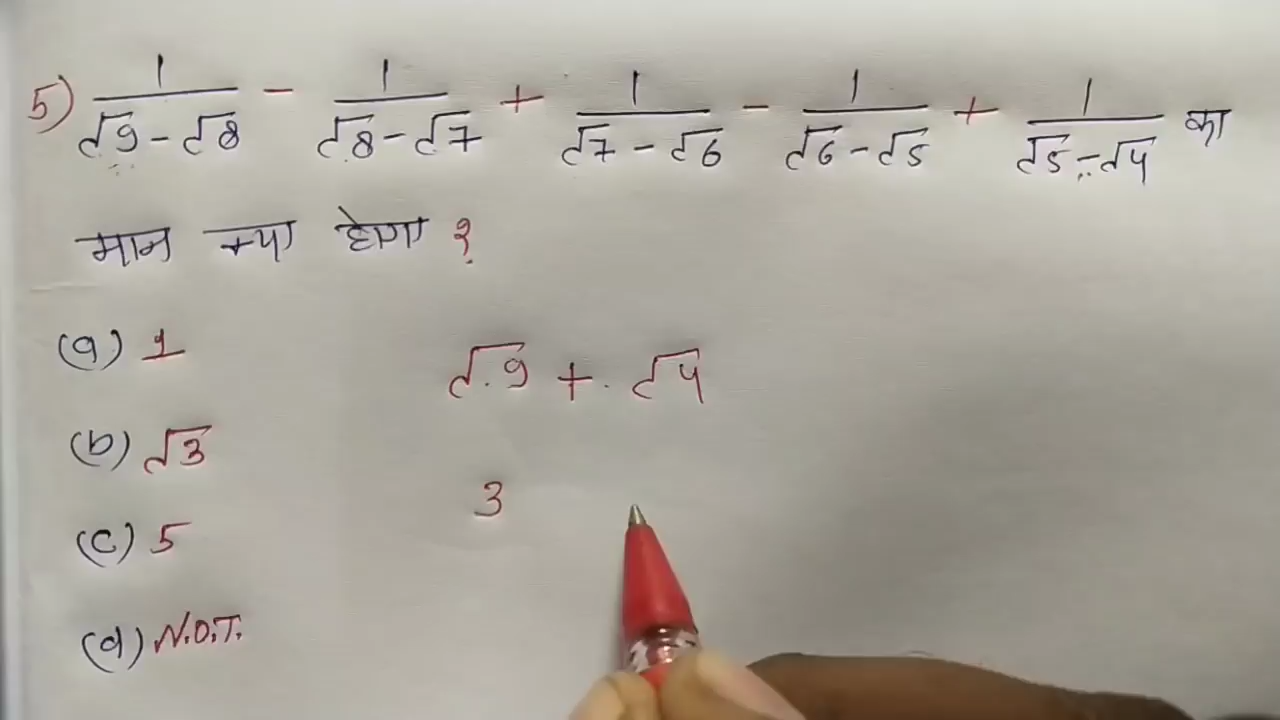 5) 1/(√9-√8) - 1/(√8-√7) + 1/(√7-√6) - 1/(√6-√5) + 1/(√5-√4) का
मान क्या होगा ?
(a) 1
√9 + √4
(b) √3
3
(c) 5
(d) N.O.T.